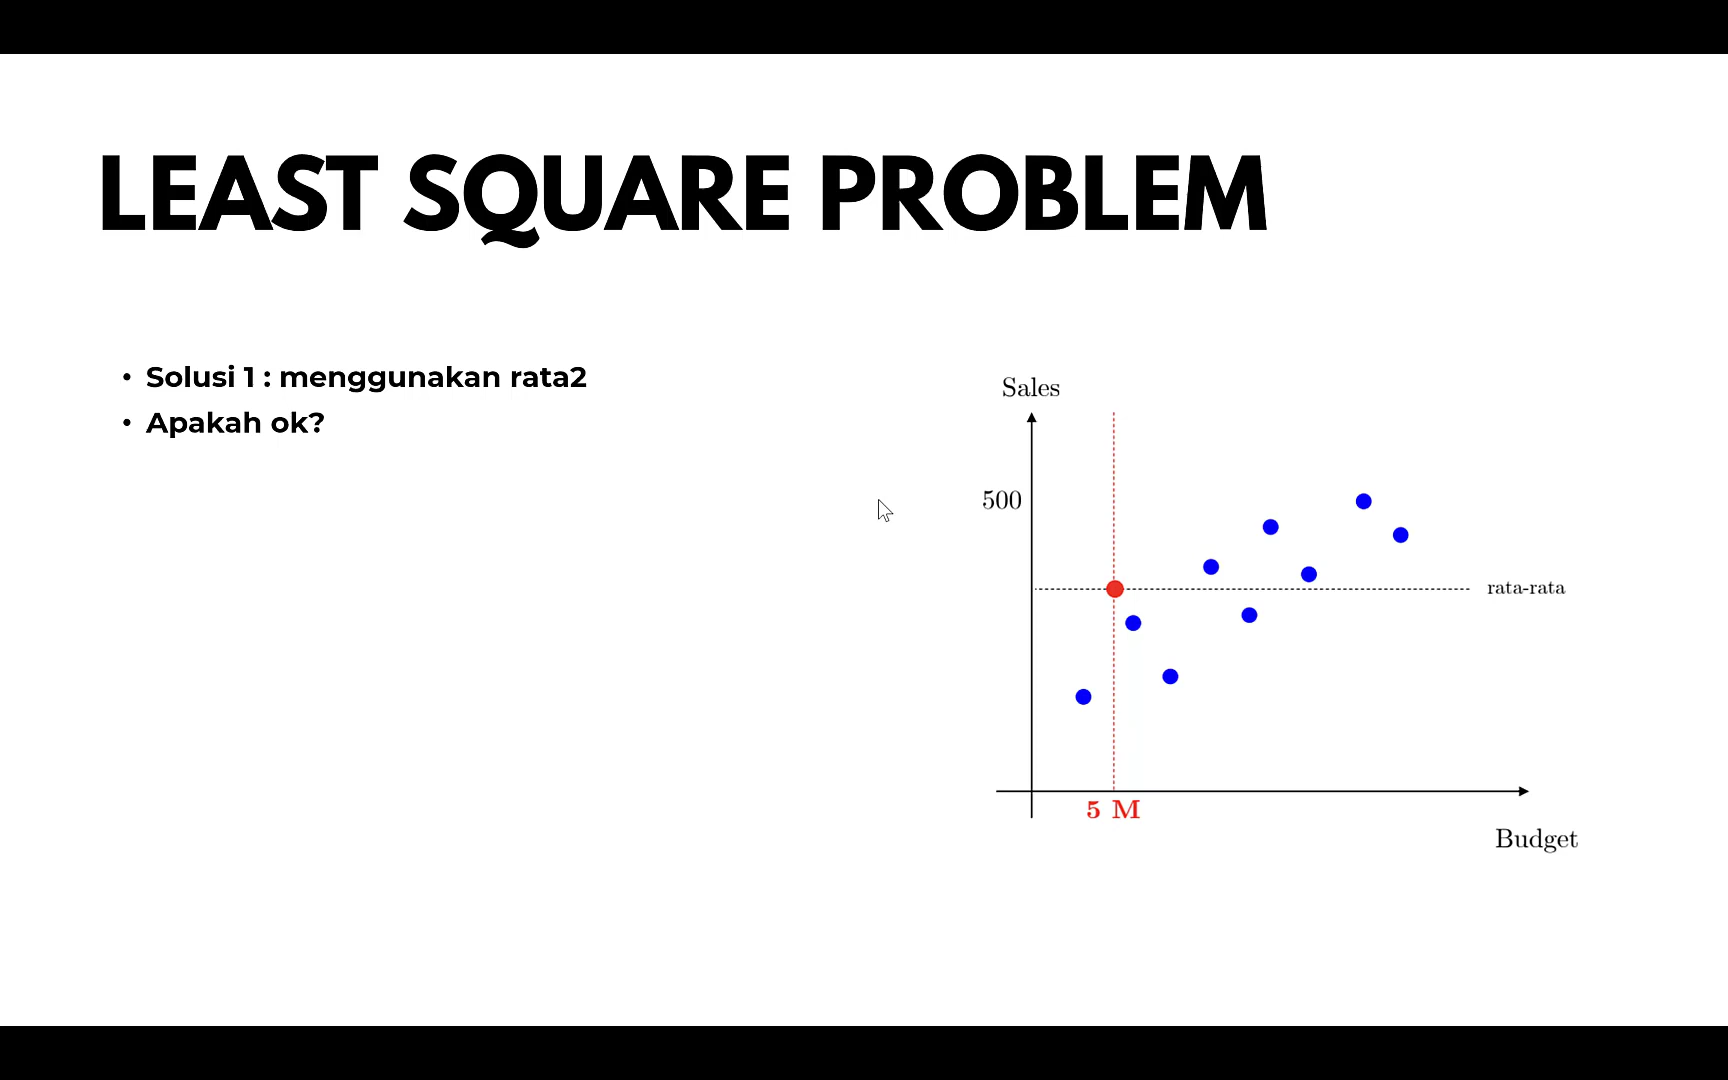 LEAST SQUARE PROBLEM
• Solusi 1 : menggunakan rata2
• Apakah ok?
Sales
500
rata-rata
5 M
Budget